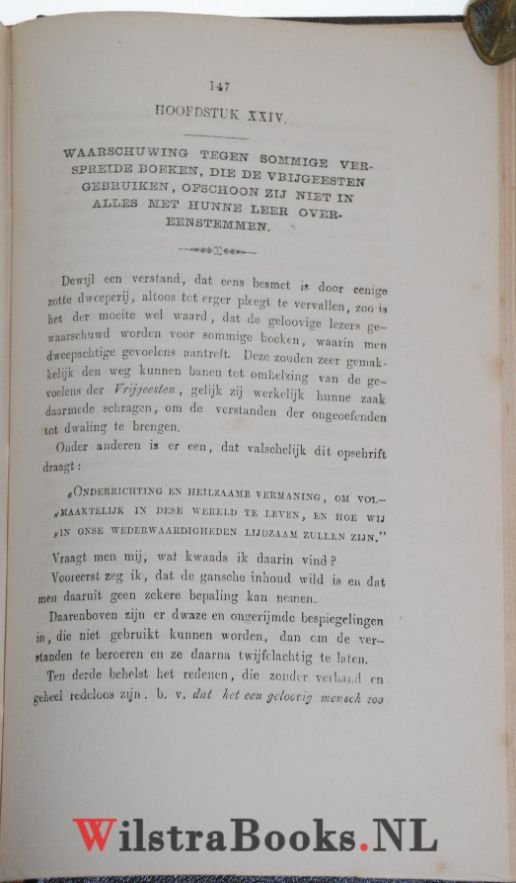 147
HOOFDSTUK XXIV.
WAARSCHUWING TEGEN SOMMIGE VER-
SPREIDE BOEKEN, DIE DE VRIJGEESTEN
GEBRUIKEN, OFSCHOON ZIJ NIET IN
ALLES MET HUNNE LEER OVER-
EENSTEMMEN.
Dewijl een verstand, dat eens besmet is door eenige
zotte dweeperij, altoos tot erger pleegt te vervallen, zoo is
het der moeite wel waard, dat de geloovige lezers ge-
waarschuwd worden voor sommige boeken, waarin men
dweepachtige gevoelens aantreft. Deze zouden zeer gemak-
kelijk den weg kunnen banen tot omhelzing van de ge-
voelens der Vrijgeesten, gelijk zij werkelijk hunne zaak
daarmede schragen, om de verstanden der ongeoefenden
tot dwaling te brengen.
Onder anderen is er een, dat valschelijk dit opschrift
draagt:
„ONDERRICHTING EN HEILZAAME VERMANING, OM VOL-
„MAAKTELIJK IN DESE WERELD TE LEVEN, EN HOE WIJ
„IN ONSE WEDERWAARDIGHEDEN LIJDZAAM ZULLEN ZIJN."
Vraagt men mij, wat kwaads ik daarin vind?
Vooreerst zeg ik, dat de gansche inhoud wild is en dat
men daaruit geen zekere bepaling kan nemen.
Daarenboven zijn er dwaze en ongerijmde bespiegelingen
in, die niet gebruikt kunnen worden, dan om de ver-
standen te beroeren en ze daarna twijfelachtig te laten.
Ten derde behelst het redenen, die zonder verband en
geheel redeloos zijn. b. v. dat het een geloovig mensch zoo
WilstraBooks.NL